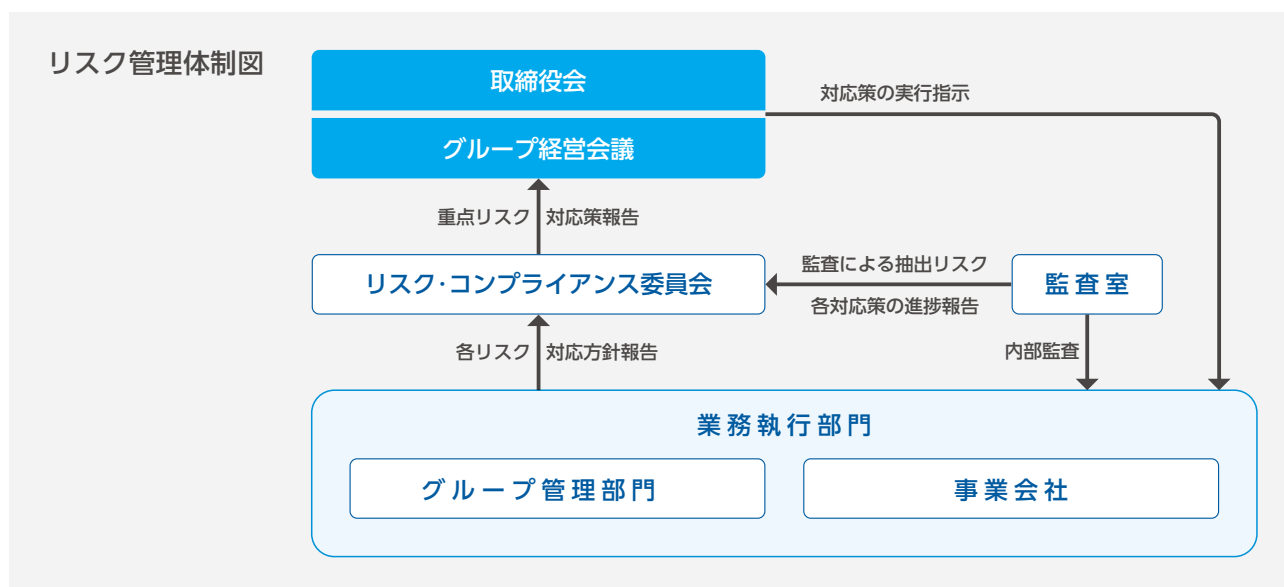 リスク管理体制図
取締役会
対応策の実行指示
グループ経営会議
重点リスク 対応策報告
リスク・コンプライアンス委員会
監査による抽出リスク
各対応策の進捗報告
監査室
各リスク 対応方針報告
内部監査
業務執行部門
グループ管理部門
事業会社